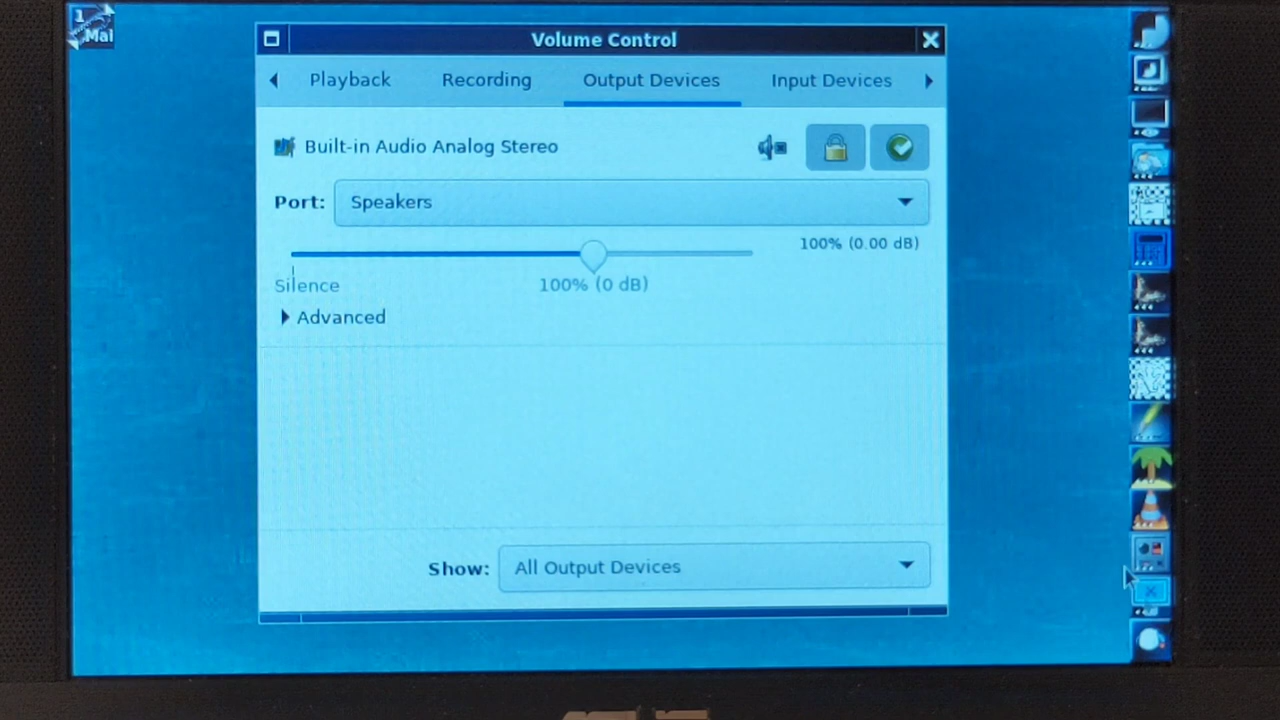 1
Mai
Volume Control
Playback Recording Output Devices Input Devices
Built-in Audio Analog Stereo
Port: Speakers
100% (0.00 dB)
Silence 100% (0 dB)
Advanced
Show: All Output Devices